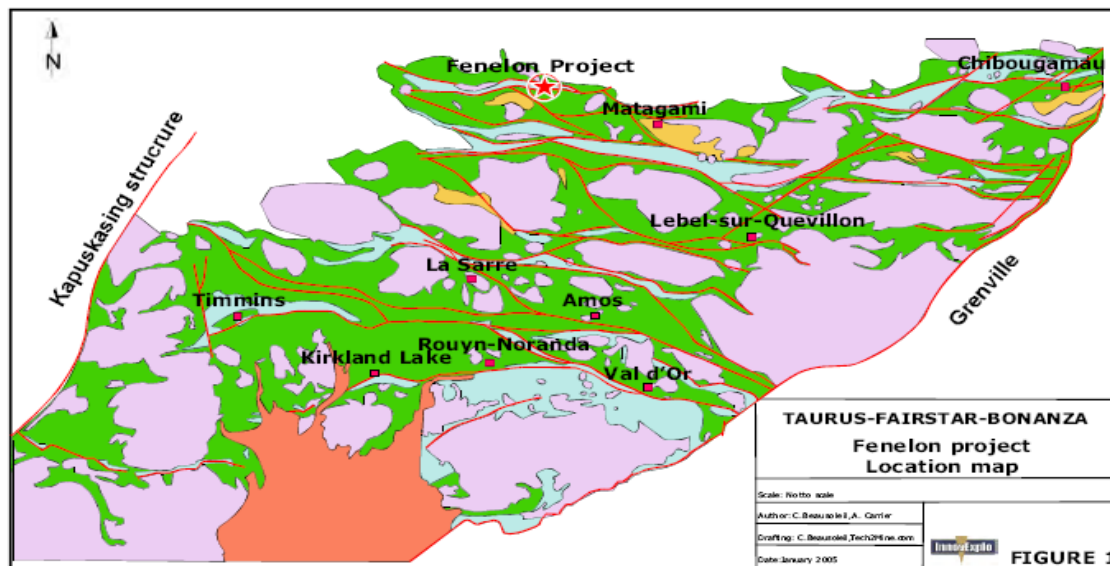 N
Fenelon Project
Chibougamau
Matagami
Kapuskasing strucrure
Lebel-sur-Quevillon
La Sarre
Grenville
Timmins
Amos
Rouyn-Noranda
Kirkland Lake
Val d'Or
TAURUS-FAIRSTAR-BONANZA
Fenelon project
Location map
Scale: Notto scale
Author: C.Beausoleil,A. Carrier
Drafting: C.Beausoleil,Tech2Mine.com
Date:January 2005
InnovExplo
FIGURE 1